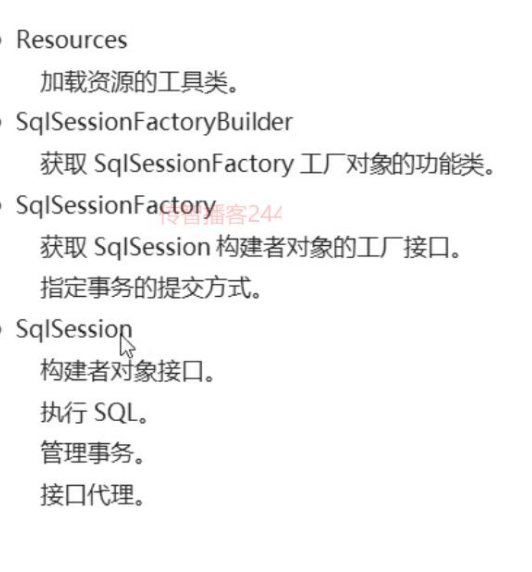 Resources
加载资源的工具类。
SqlSessionFactoryBuilder
获取 SqlSessionFactory 工厂对象的功能类。
SqlSessionFactory
传智播客244
获取 SqlSession 构建者对象的工厂接口。
指定事务的提交方式。
SqlSession
构建者对象接口。
执行 SQL。
管理事务。
接口代理。